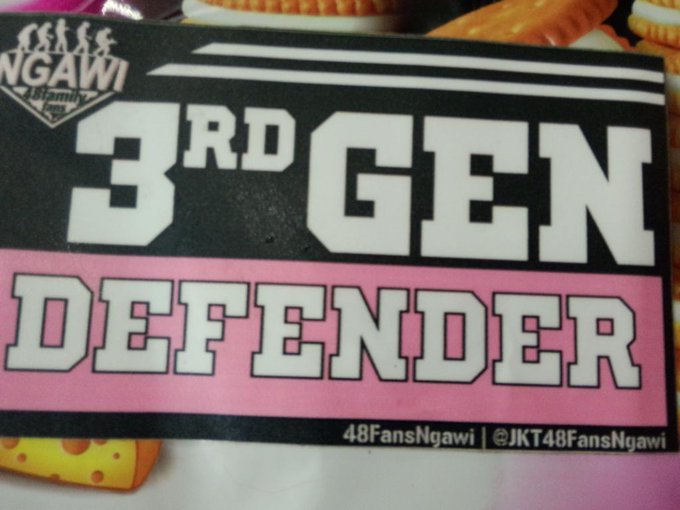 NGAWI
48family
fans
3RD GEN
DEFENDER
48FansNgawi | @JKT48FansNgawi